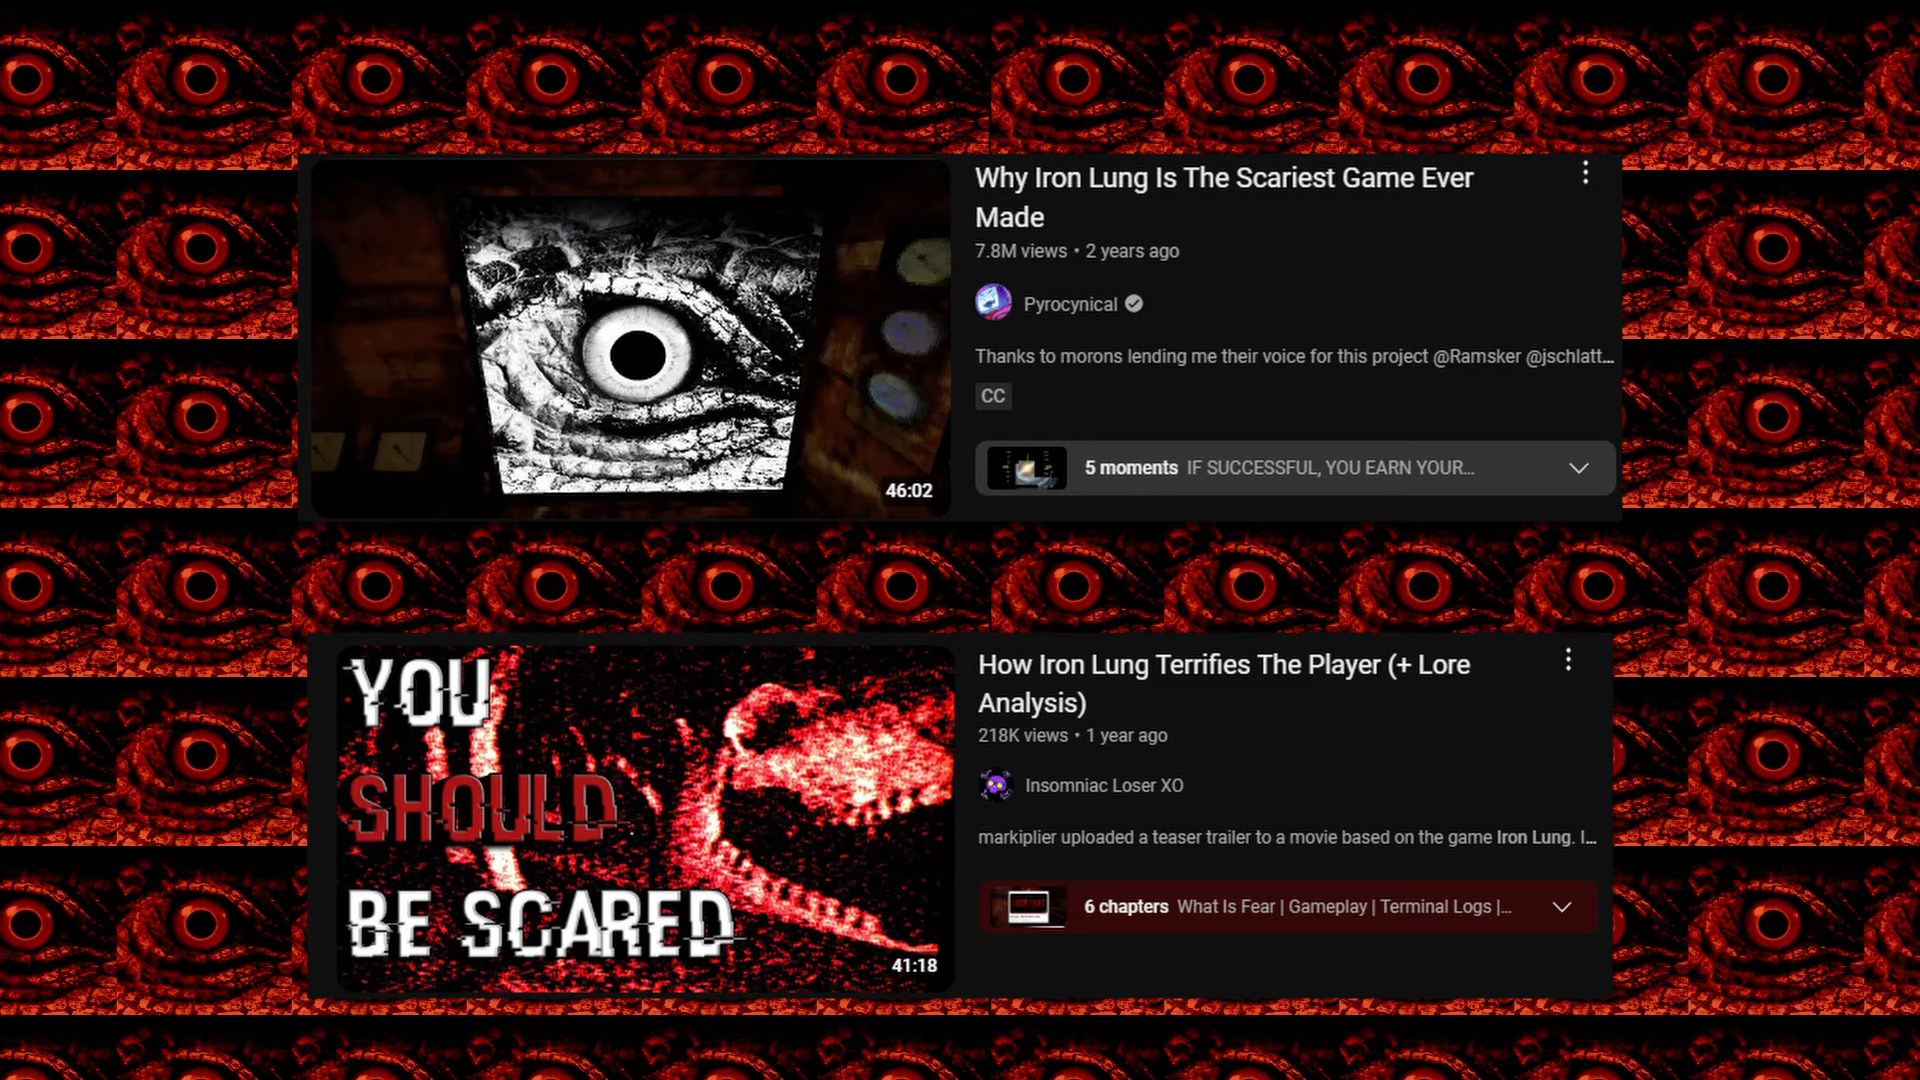 Why Iron Lung Is The Scariest Game Ever
Made
7.8M views • 2 years ago
Pyrocynical
Thanks to morons lending me their voice for this project @Ramsker @jschlatt...
CC
5 moments IF SUCCESSFUL, YOU EARN YOUR...
46:02
YOU
SHOULD
BE SCARED
41:18
How Iron Lung Terrifies The Player (+ Lore
Analysis)
218K views • 1 year ago
Insomniac Loser XO
markiplier uploaded a teaser trailer to a movie based on the game Iron Lung. I...
6 chapters What Is Fear | Gameplay | Terminal Logs |...